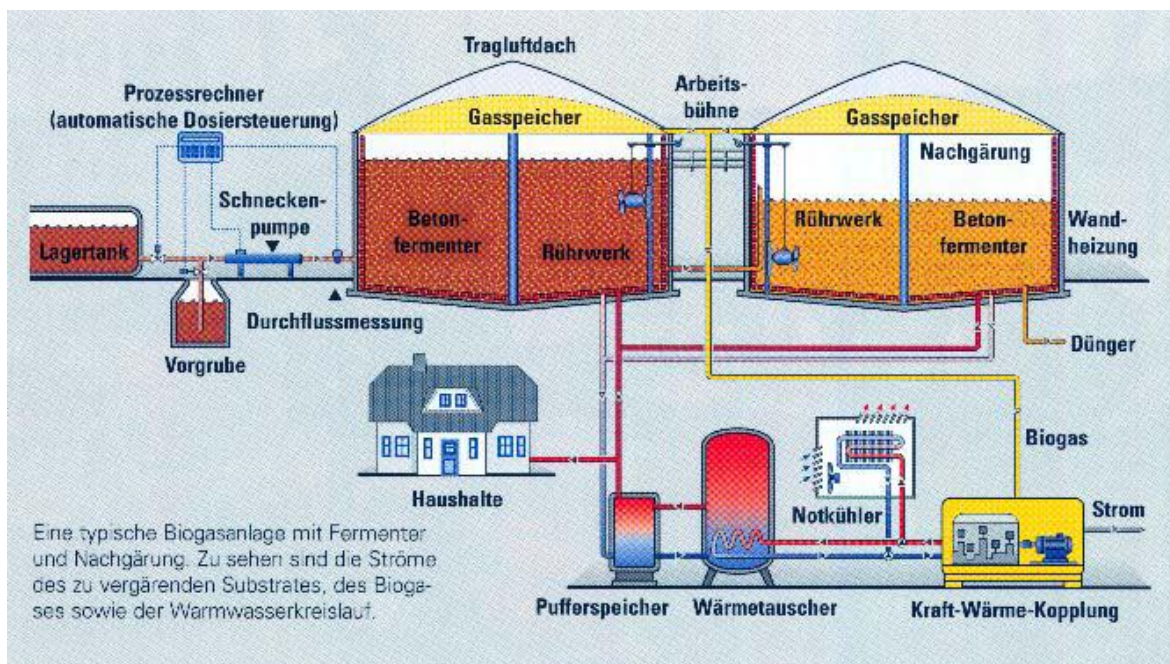 Tragluftdach
Prozessrechner
(automatische Dosiersteuerung)
Arbeits-
bühne
Gasspeicher
Gasspeicher
Nachgärung
Schnecken-
pumpe
Lagertank
Beton-
fermenter
Rührwerk
Rührwerk
Beton-
fermenter
Wand-
heizung
Durchflussmessung
Vorgrube
Dünger
Haushalte
Notkühler
Biogas
Strom
Eine typische Biogasanlage mit Fermenter
und Nachgärung. Zu sehen sind die Ströme
des zu vergärenden Substrates, des Bioga-
ses sowie der Warmwasserkreislauf.
Pufferspeicher
Wärmetauscher
Kraft-Wärme-Kopplung